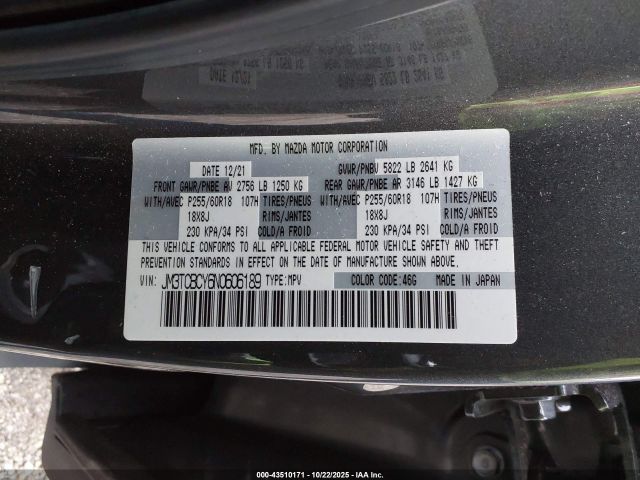 MFD. BY MAZDA MOTOR CORPORATION
DATE 12/21 GVWR/PNBV 5822 LB 2641 KG
FRONT GAWR/PNBE AV 2756 LB 1250 KG REAR GAWR/PNBE AR 3146 LB 1427 KG
WITH/AVEC P255/60R18 107H TIRES/PNEUS WITH/AVEC P255/60R18 107H TIRES/PNEUS
18X8J RIMS/JANTES 18X8J RIMS/JANTES
230 KPA/34 PSI COLD/A FROID 230 KPA/34 PSI COLD/A FROID
THIS VEHICLE CONFORMS TO ALL APPLICABLE FEDERAL MOTOR VEHICLE SAFETY AND THEFT
PREVENTION STANDARDS IN EFFECT ON THE DATE OF MANUFACTURE SHOWN ABOVE.
VIN: JM3TCBCY6N0606189 TYPE: MPV COLOR CODE: 46G MADE IN JAPAN
000-43510171 - 10/22/2025 - IAAI.COM